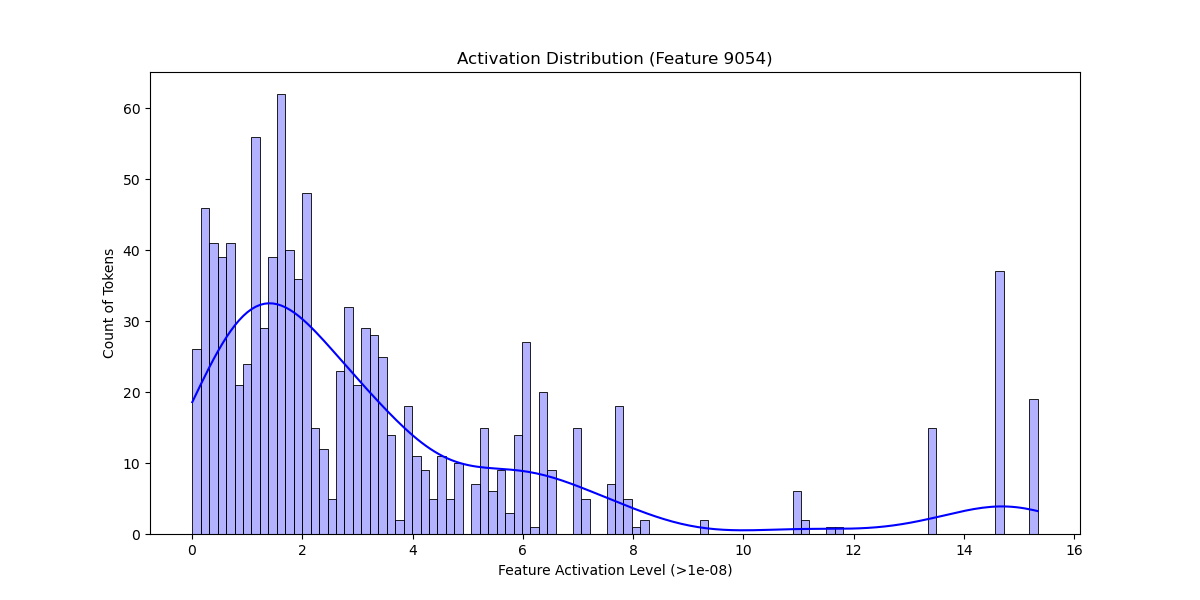 Activation Distribution (Feature 9054)
Count of Tokens
60
50
40
30
20
10
0
0 2 4 6 8 10 12 14 16
Feature Activation Level (>1e-08)